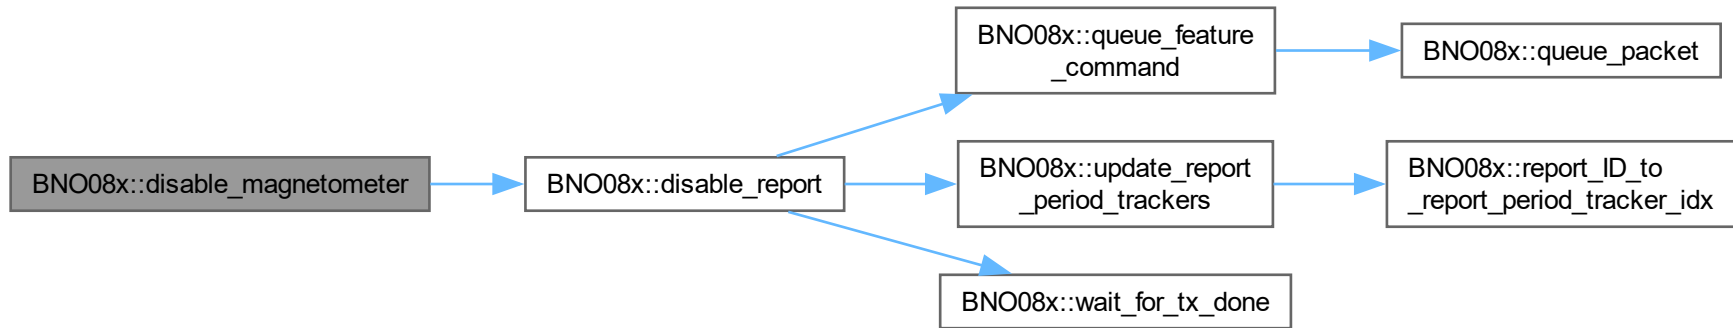 BNO08x::disable_magnetometer
BNO08x::disable_report
BNO08x::queue_feature
_command
BNO08x::queue_packet
BNO08x::update_report
_period_trackers
BNO08x::report_ID_to
_report_period_tracker_idx
BNO08x::wait_for_tx_done